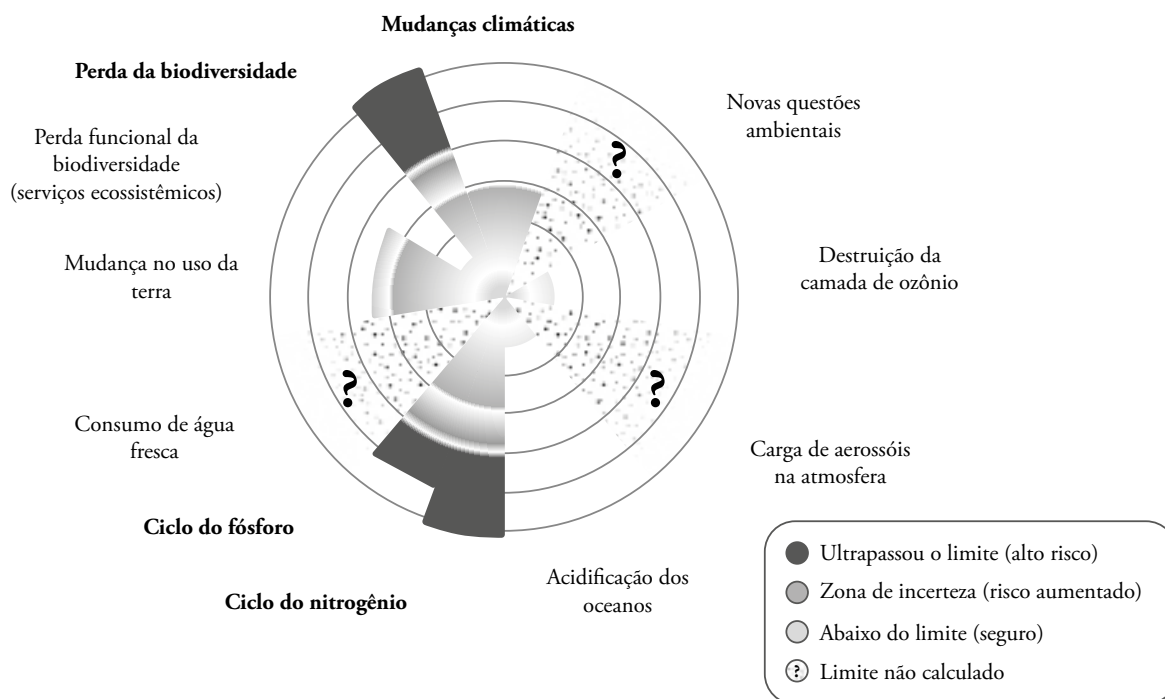 Mudanças climáticas
Perda da biodiversidade
Novas questões
ambientais
?
Perda funcional da
biodiversidade
(serviços ecossistêmicos)
Mudança no uso da
terra
Destruição da
camada de ozônio
?
?
Consumo de água
fresca
Carga de aerossóis
na atmosfera
Ciclo do fósforo
Ciclo do nitrogênio
Acidificação dos
oceanos
Ultrapassou o limite (alto risco)
Zona de incerteza (risco aumentado)
Abaixo do limite (seguro)
? Limite não calculado